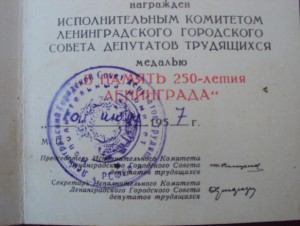 награжден
ИСПОЛНИТЕЛЬНЫМ КОМИТЕТОМ
ЛЕНИНГРАДСКОГО ГОРОДСКОГО
СОВЕТА ДЕПУТАТОВ ТРУДЯЩИХСЯ
медалью
"В ПАМЯТЬ 250-летия
ЛЕНИНГРАДА"
1957 г.
М.
Председатель Исполнительного Комитета
Ленинградского Городского Совета
депутатов трудящихся
Секретарь Исполнительного Комитета
Ленинградского Городского Совета
депутатов трудящихся